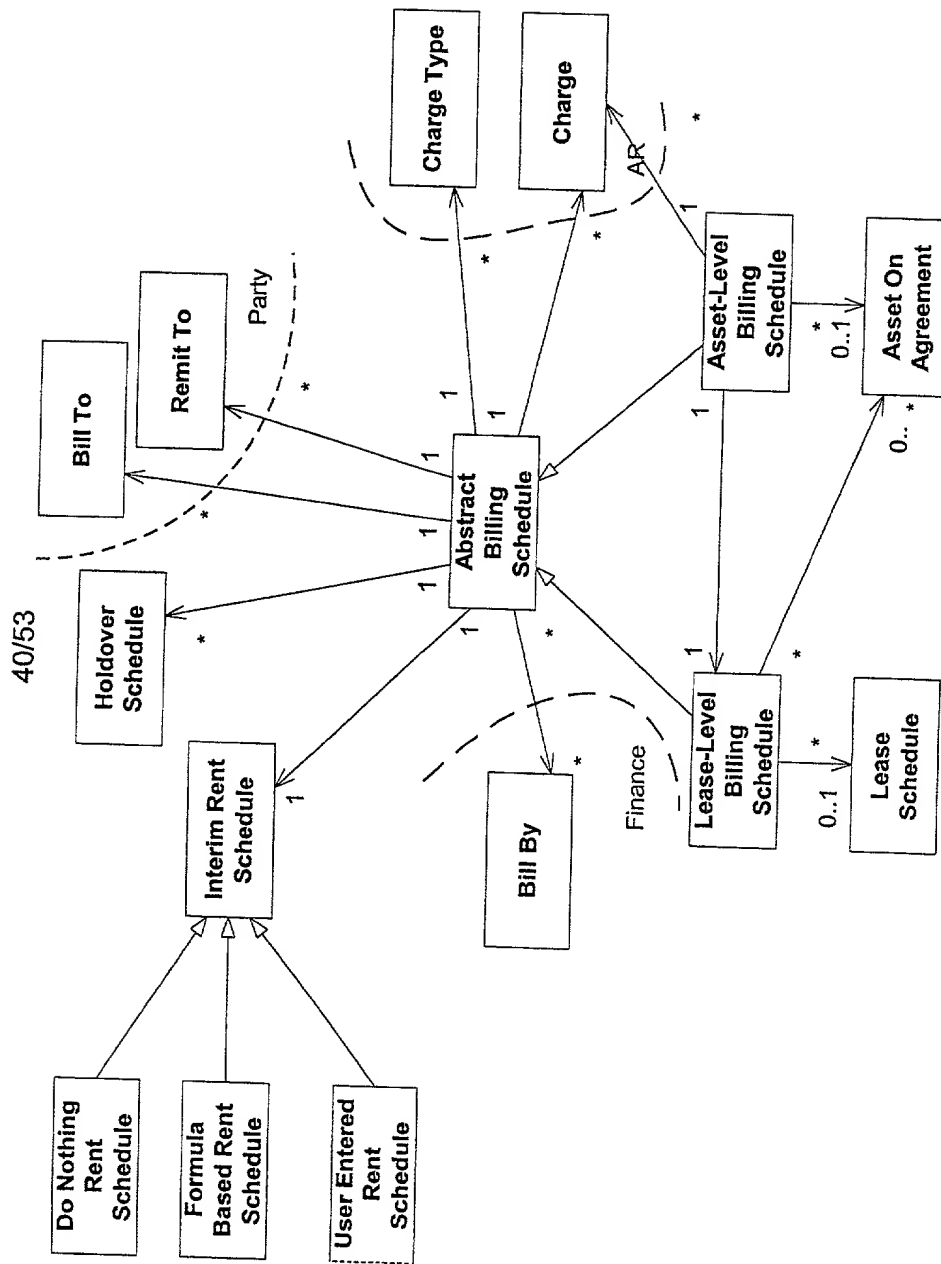 40/53
Do Nothing
Rent
Schedule
Formula
Based Rent
Schedule
User Entered
Rent
Schedule
Interim Rent
Schedule
1
Holdover
Schedule
*
Bill To
*
Remit To
*
Party
Charge Type
*
Charge
*
AR
*
Abstract
Billing
Schedule
1
1
1
1
1
1
*
Bill By
*
Finance
Lease-Level
Billing
Schedule
1
*
*
0..1
Lease
Schedule
Asset-Level
Billing
Schedule
1
1
*
0..1
0.. *
Asset On
Agreement